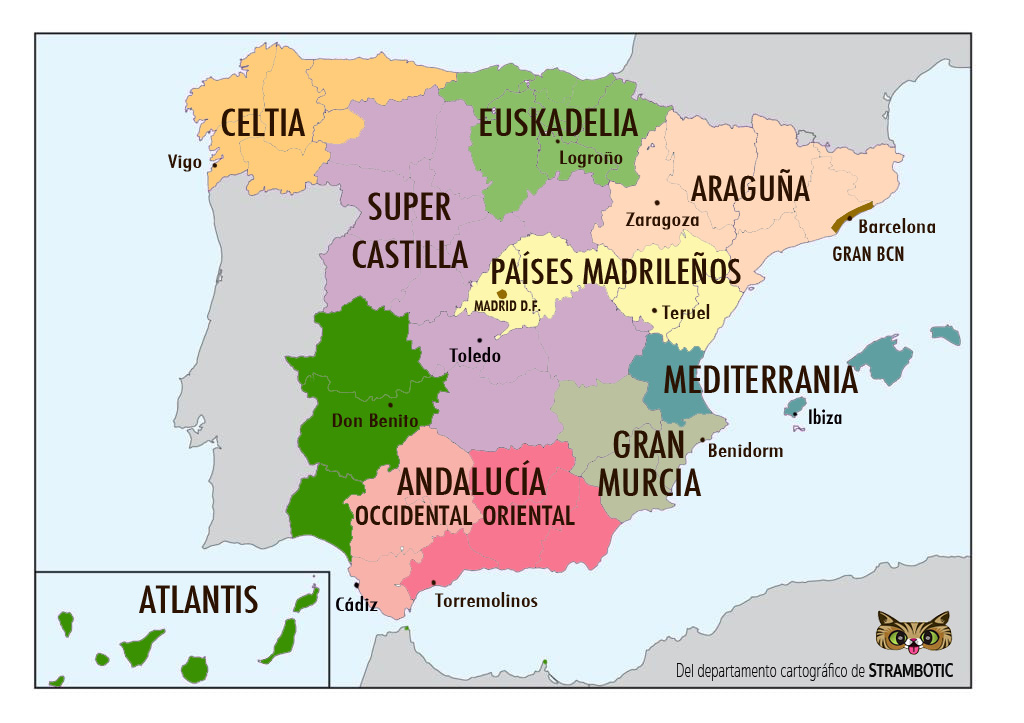 CELTIA
EUSKADELIA
Vigo
Logroño
SUPER
CASTILLA
ARAGUÑA
Zaragoza
Barcelona
GRAN BCN
PAÍSES MADRILEÑOS
MADRID D.F.
Teruel
Toledo
MEDITERRANIA
Ibiza
Don Benito
GRAN
MURCIA
Benidorm
ANDALUCÍA
OCCIDENTAL ORIENTAL
ATLANTIS
Cádiz
Torremolinos
Del departamento cartográfico de STRAMBOTIC